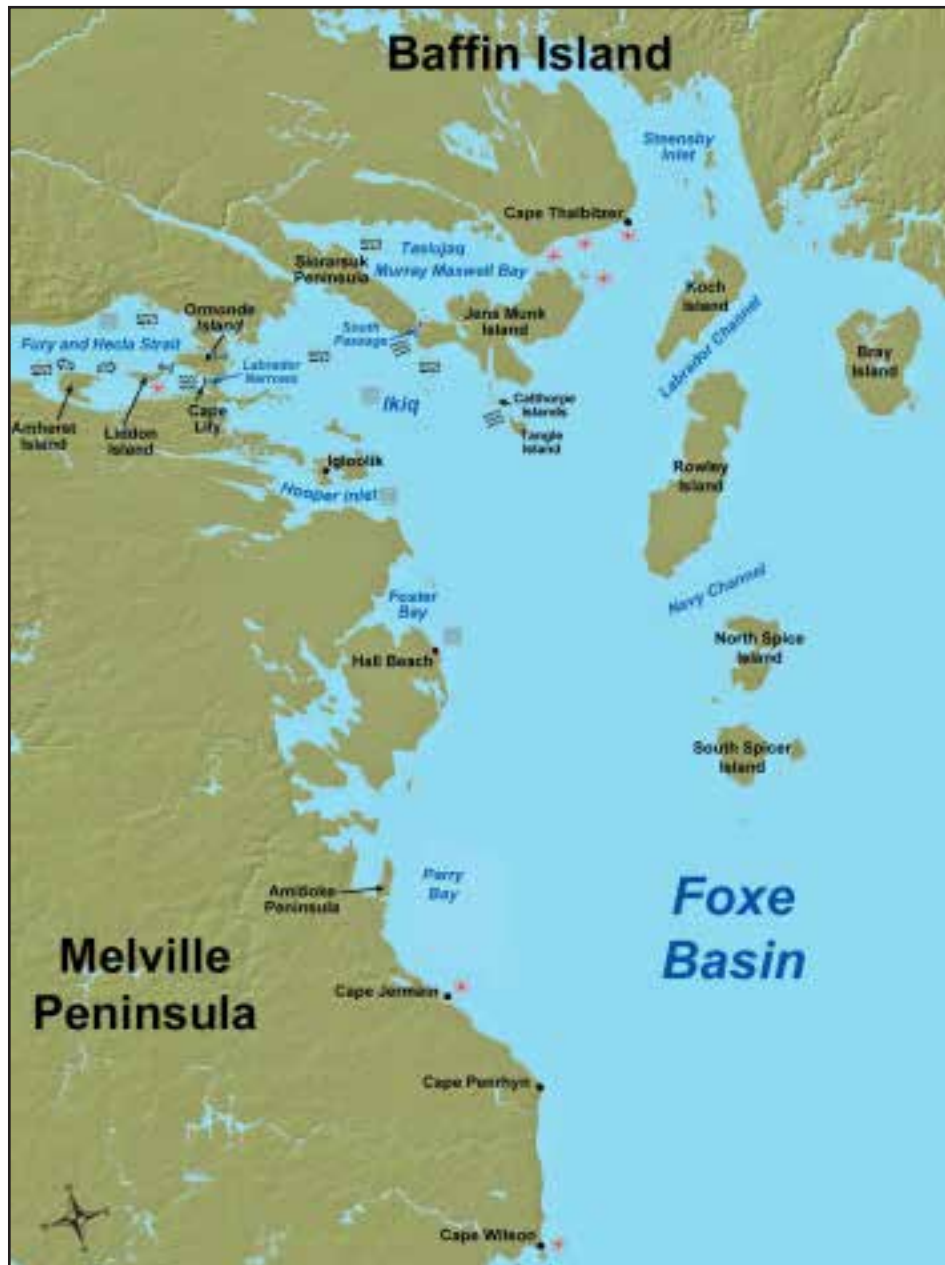 Baffin Island
Steensby
Inlet
Cape Thalbitzer
Tasiujaq
Murray Maxwell Bay
Siorarsuk
Peninsula
Koch
Island
Jens Munk
Island
Ormonde
Island
South
Passage
Labrador Channel
Fury and Hecla Strait
Bray
Island
Labrador
Narrows
Ikiq
Calthorpe
Islands
Amherst
Island
Liddon
Island
Cape
Lily
Tangle
Island
Igloolik
Rowley
Island
Hooper Inlet
Foster
Bay
Navy Channel
Hall Beach
North Spice
Island
South Spicer
Island
Parry
Bay
Amitioke
Peninsula
Foxe
Basin
Melville
Peninsula
Cape Jermain
Cape Penrhyn
Cape Wilson